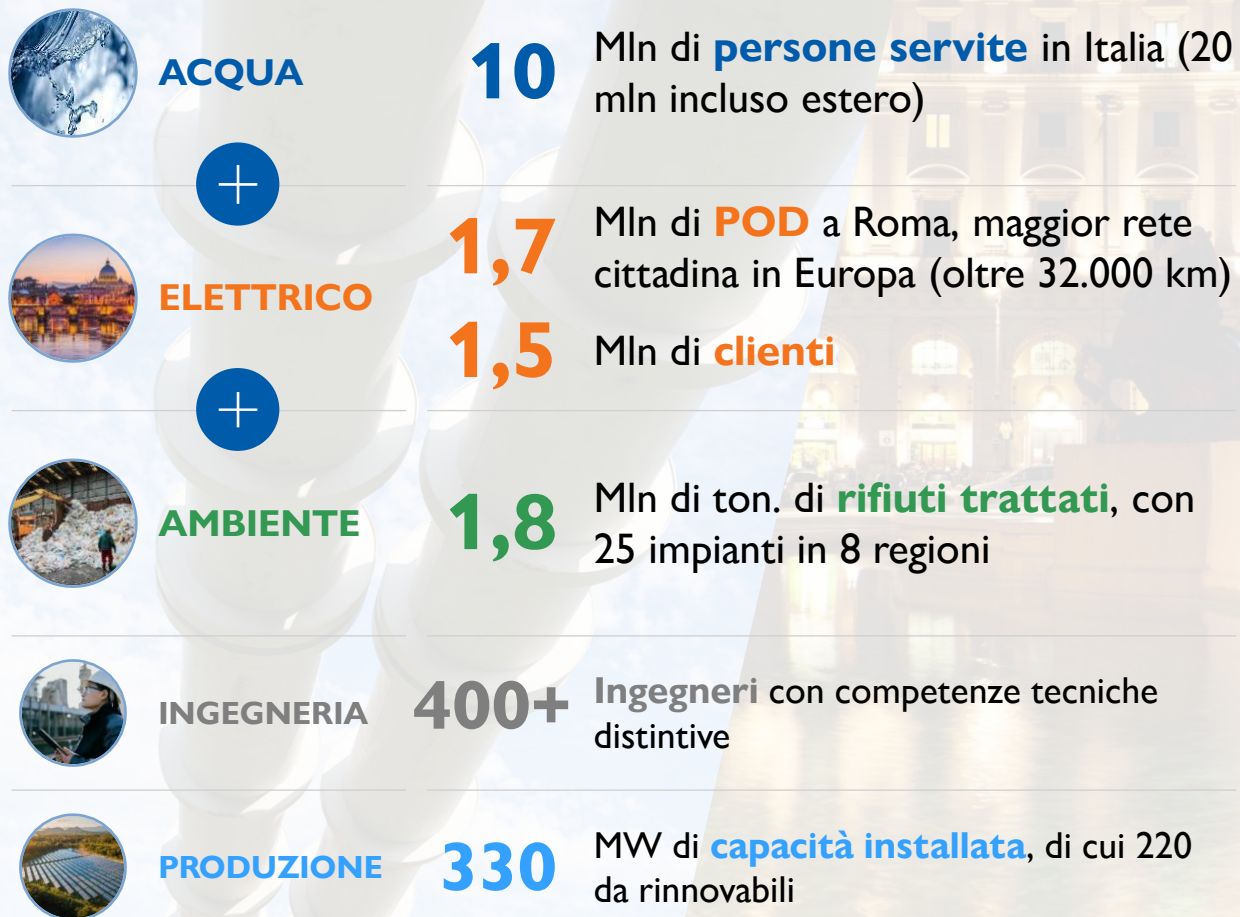 ACQUA
10
Mln di persone servite in Italia (20
mln incluso estero)
ELETTRICO
1,7
Mln di POD a Roma, maggior rete
cittadina in Europa (oltre 32.000 km)
1,5
Mln di clienti
AMBIENTE
1,8
Mln di ton. di rifiuti trattati, con
25 impianti in 8 regioni
INGEGNERIA
400+
Ingegneri con competenze tecniche
distintive
PRODUZIONE
330
MW di capacità installata, di cui 220
da rinnovabili